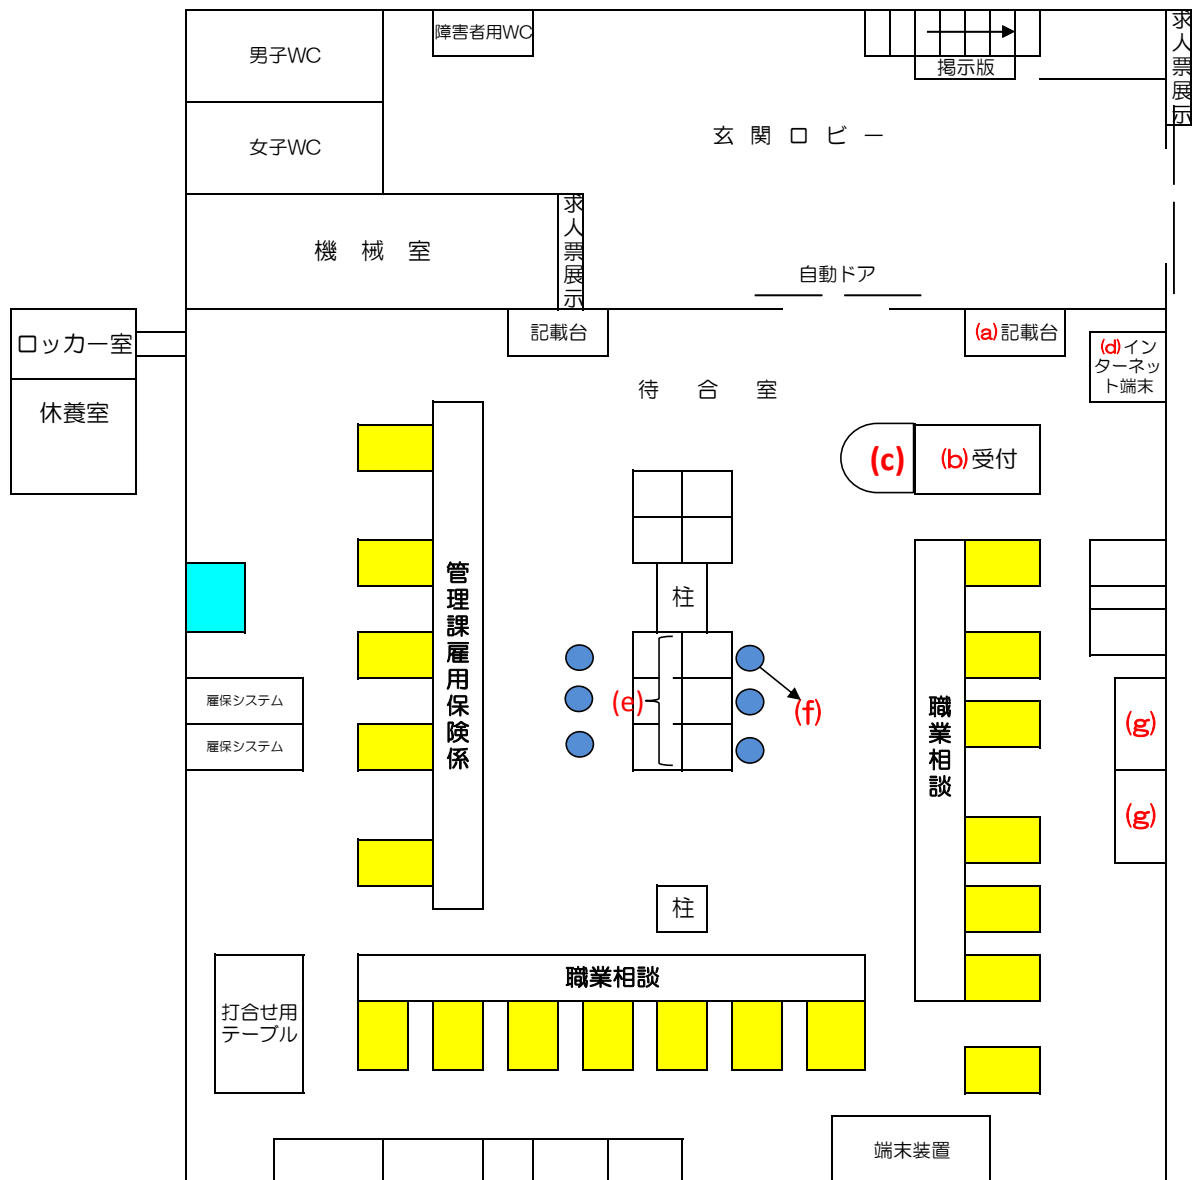 男子WC
障害者用WC
掲示版
求人票展示
女子WC
玄関ロビー
機械室
求人票展示
自動ドア
ロッカー室
休養室
記載台
(a)記載台
(d)イン
ターネッ
ト端末
待合室
(c)
(b)受付
管理課雇用保険係
柱
(e)
(f)
職業相談
雇保システム
雇保システム
(g)
(g)
柱
職業相談
打合せ用
テーブル
端末装置